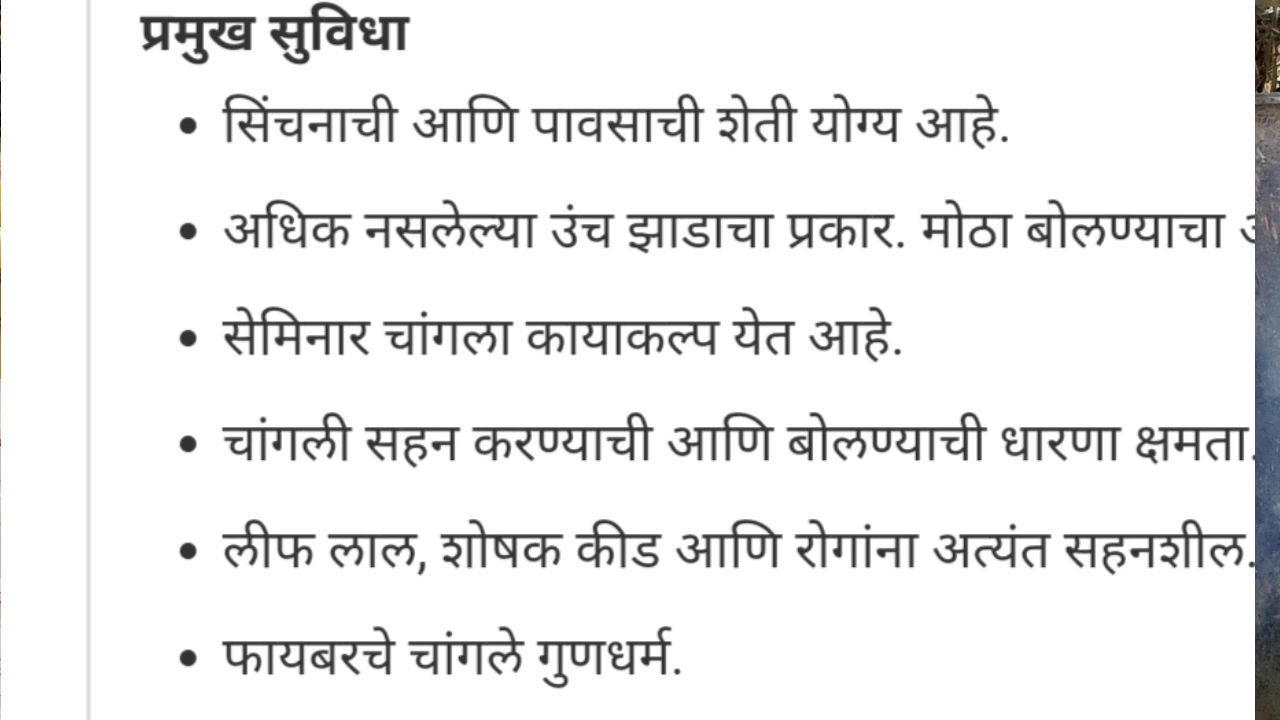 प्रमुख सुविधा
• सिंचनाची आणि पावसाची शेती योग्य आहे.
• अधिक नसलेल्या उंच झाडाचा प्रकार. मोठा बोलण्याचा
• सेमिनार चांगला कायाकल्प येत आहे.
• चांगली सहन करण्याची आणि बोलण्याची धारणा क्षमता.
• लीफ लाल, शोषक कीड आणि रोगांना अत्यंत सहनशील.
• फायबरचे चांगले गुणधर्म.